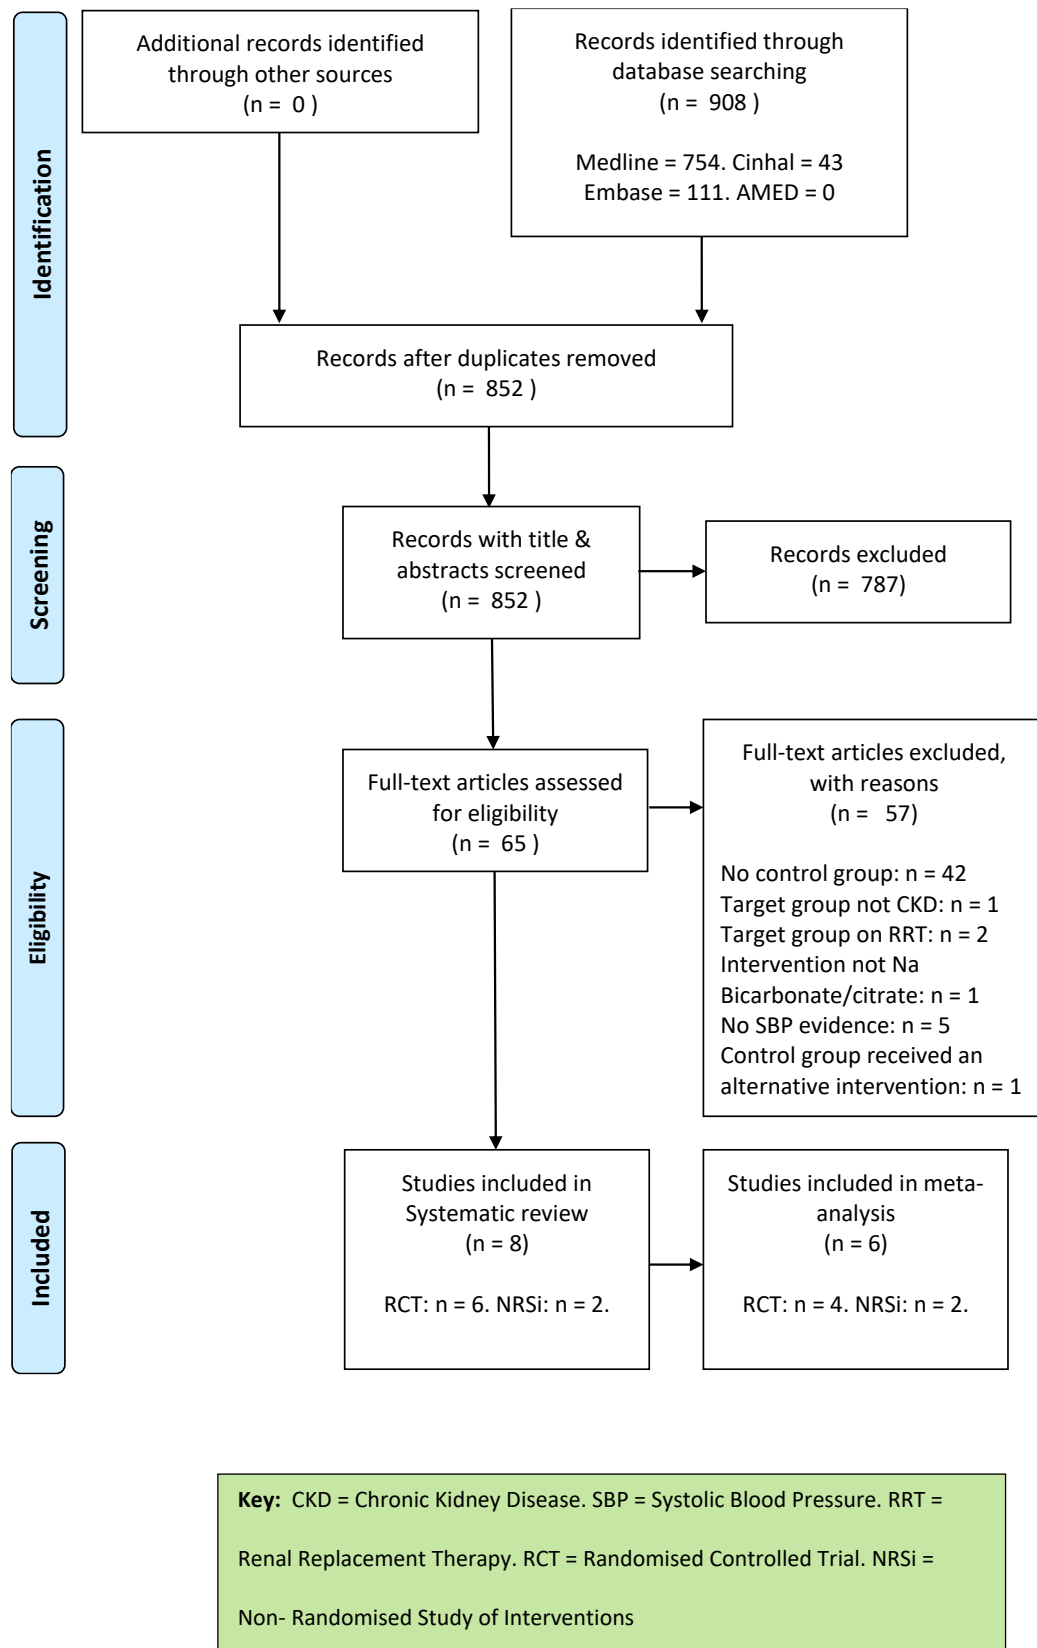 Identification
Additional records identified
through other sources
(n =  0 )
Records identified through
database searching
(n =  908 )
Medline = 754. Cinhal = 43
Embase = 111. AMED = 0
Records after duplicates removed
(n =  852 )
Screening
Records with title &
abstracts screened
(n =  852 )
Records excluded
(n =  787)
Eligibility
Full-text articles assessed
for eligibility
(n =  65 )
Full-text articles excluded,
with reasons
(n =   57)
No control group: n = 42
Target group not CKD: n = 1
Target group on RRT: n = 2
Intervention not Na
Bicarbonate/citrate: n = 1
No SBP evidence: n = 5
Control group received an
alternative intervention: n = 1
Included
Studies included in
Systematic review
(n = 8)
RCT: n = 6. NRSi: n = 2.
Studies included in meta-
analysis
(n = 6)
RCT: n = 4. NRSi: n = 2.
Key:  CKD = Chronic Kidney Disease. SBP = Systolic Blood Pressure. RRT =
Renal Replacement Therapy. RCT = Randomised Controlled Trial. NRSi =
Non- Randomised Study of Interventions